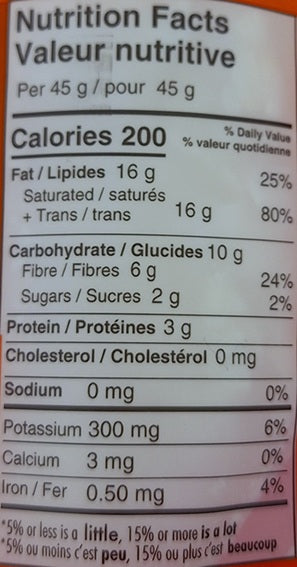 Nutrition Facts
Valeur nutritive
Per 45 g / pour 45 g
Calories 200 % Daily Value
% valeur quotidienne
Fat / Lipides 16 g 25%
Saturated / saturés
+ Trans / trans 16 g 80%
Carbohydrate / Glucides 10 g
Fibre / Fibres 6 g 24%
Sugars / Sucres 2 g 2%
Protein / Protéines 3 g
Cholesterol / Cholestérol 0 mg
Sodium 0 mg 0%
Potassium 300 mg 6%
Calcium 3 mg 0%
Iron / Fer 0.50 mg 4%
*5% or less is a little, 15% or more is a lot
*5% ou moins c'est peu, 15% ou plus c'est beaucoup